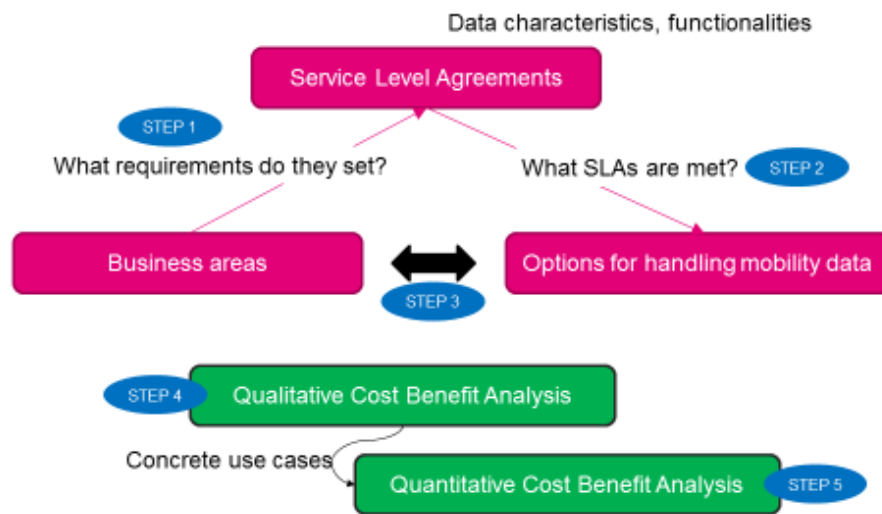 Data characteristics, functionalities
Service Level Agreements
STEP 1
What requirements do they set?
What SLAs are met?
STEP 2
Business areas
Options for handling mobility data
STEP 3
STEP 4
Qualitative Cost Benefit Analysis
Concrete use cases
Quantitative Cost Benefit Analysis
STEP 5